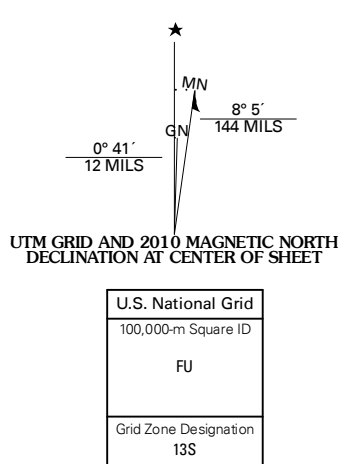 MN
8° 5´
144 MILS
GN
0° 41´
12 MILS
UTM GRID AND 2010 MAGNETIC NORTH
DECLINATION AT CENTER OF SHEET
U.S. National Grid
100,000-m Square ID
FU
Grid Zone Designation
13S